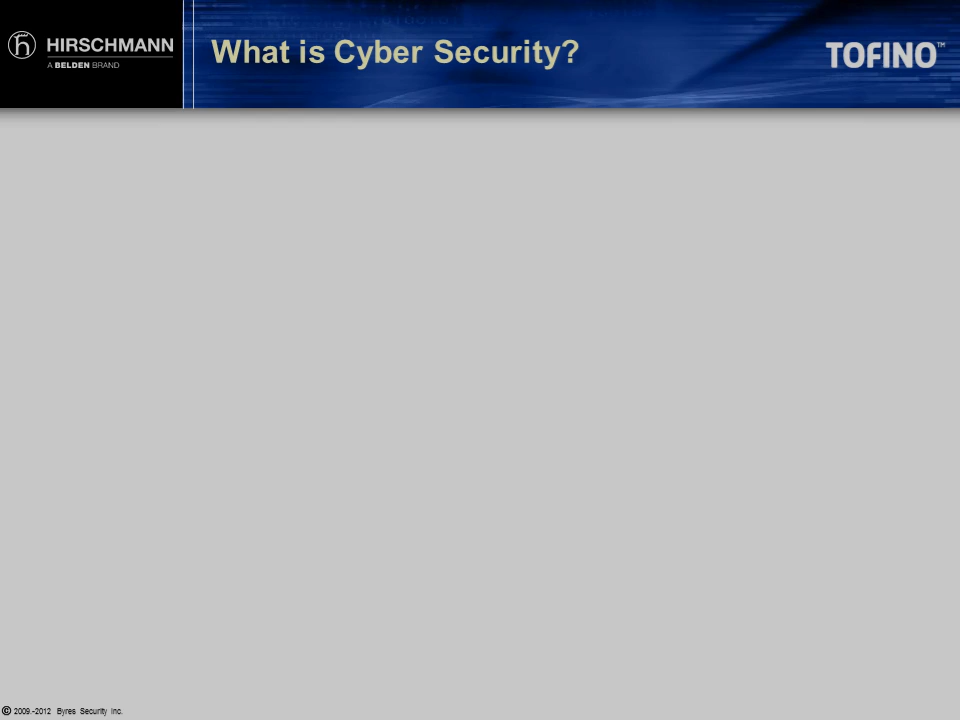 HIRSCHMANN
A BELDEN BRAND
What is Cyber Security?
TOFINO™
© 2009.-2012 Byres Security Inc.